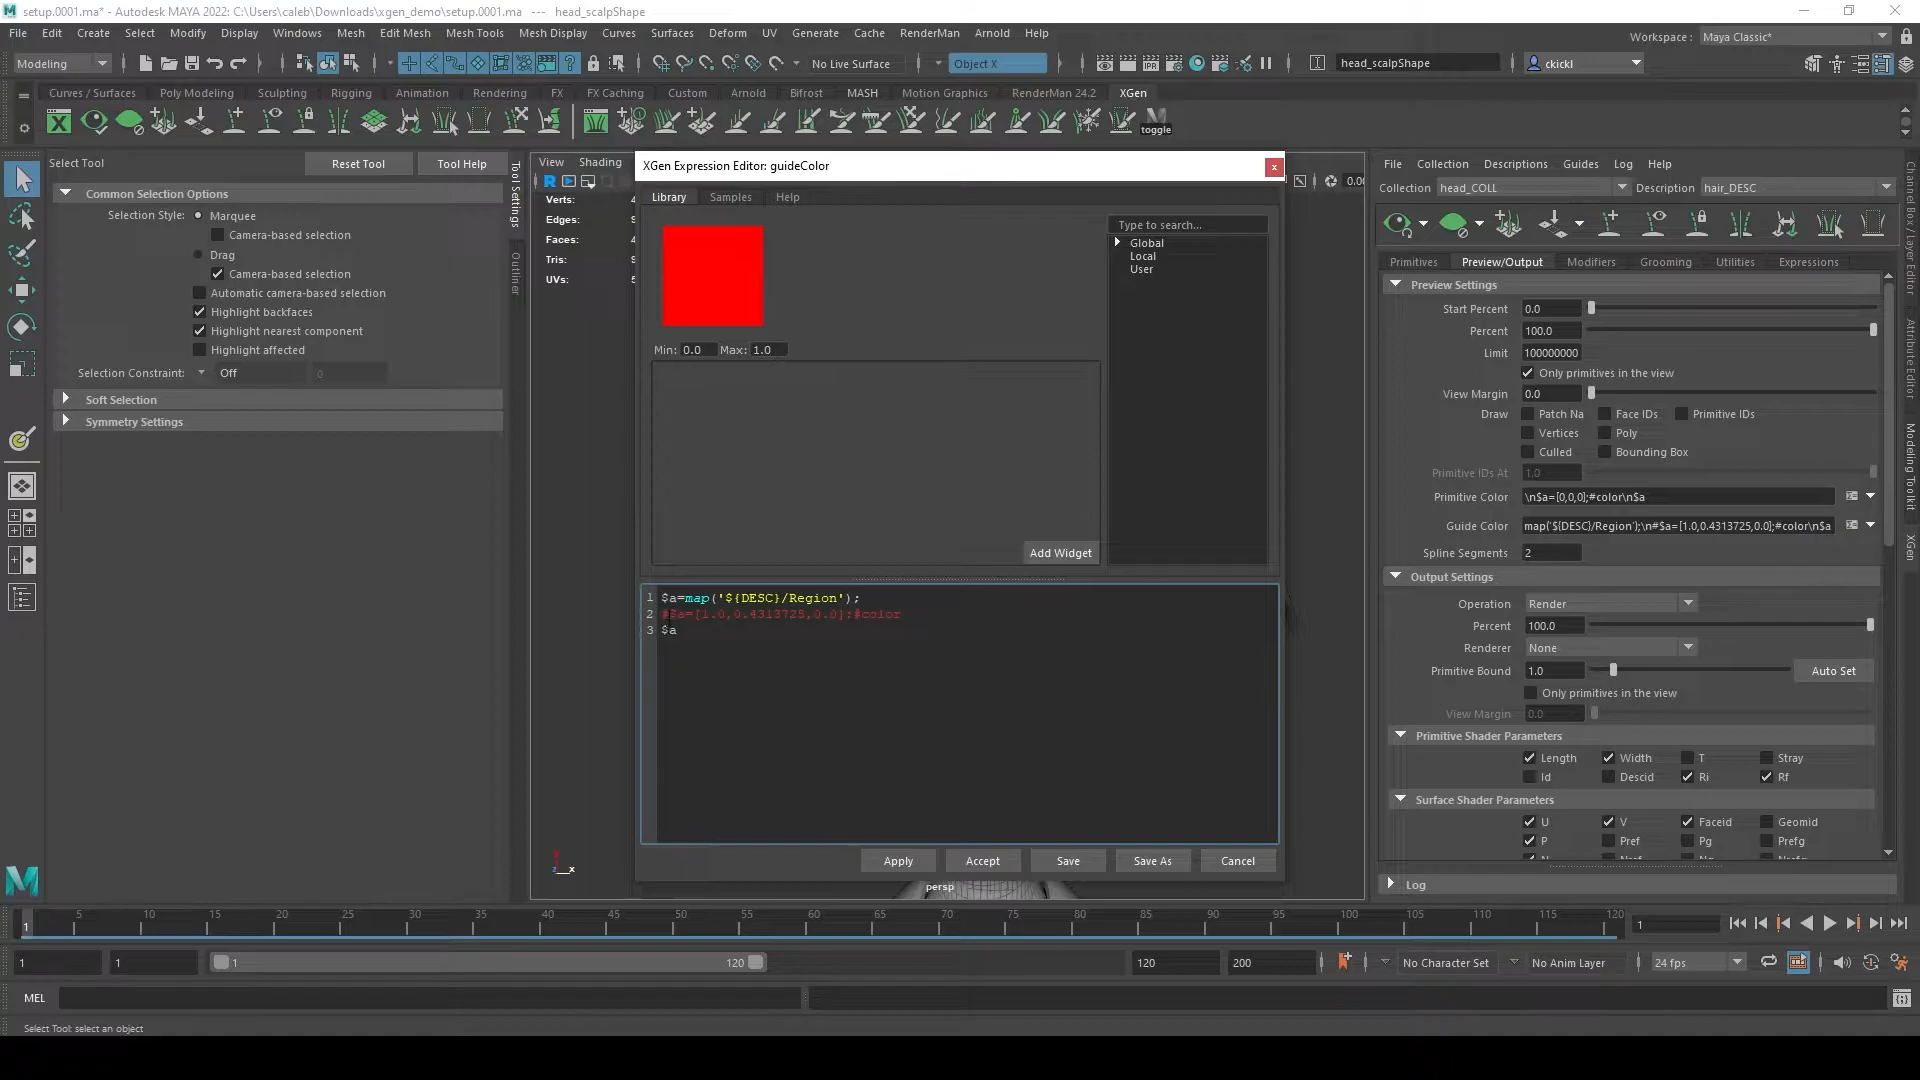 setup.0001.ma* - Autodesk MAYA 2022: C:\Users\caleb\Downloads\xgen_demo\setup.0001.ma --- head_scalpShape
File Edit Create Select Modify Display Windows Mesh Edit Mesh Mesh Tools Mesh Display Curves Surfaces Deform UV Generate Cache RenderMan Arnold Help
Workspace : Maya Classic*
Modeling No Live Surface Object X head_scalpShape ckickl
Curves / Surfaces Poly Modeling Sculpting Rigging Animation Rendering FX FX Caching Custom Arnold Bifrost MASH Motion Graphics RenderMan 24.2 XGen
toggle
Select Tool Reset Tool Tool Help
Common Selection Options
Selection Style: Marquee
Camera-based selection
Drag
Camera-based selection
Automatic camera-based selection
Highlight backfaces
Highlight nearest component
Highlight affected
Selection Constraint: Off 0
Soft Selection
Symmetry Settings
Tool Settings
Outliner
View Shading
Verts:
Edges:
Faces:
Tris:
UVs:
0.00
XGen Expression Editor: guideColor
x
Library Samples Help
Type to search...
Global
Local
User
Min: 0.0 Max: 1.0
Add Widget
1 $a=map('${DESC}/Region');
2 #$a=[1.0,0.4313725,0.0];#color
3 $a
Apply Accept Save Save As Cancel
persp
x
File Collection Descriptions Guides Log Help
Collection head_COLL Description hair_DESC
Primitives Preview/Output Modifiers Grooming Utilities Expressions
Preview Settings
Start Percent 0.0
Percent 100.0
Limit 100000000
Only primitives in the view
View Margin 0.0
Draw Patch Na Face IDs Primitive IDs
Vertices Poly
Culled Bounding Box
Primitive IDs At 1.0
Primitive Color \n$a=[0,0,0];#color\n$a
Guide Color map('${DESC}/Region');\n#$a=[1.0,0.4313725,0.0];#color\n$a
Spline Segments 2
Output Settings
Operation Render
Percent 100.0
Renderer None
Primitive Bound 1.0 Auto Set
Only primitives in the view
View Margin 0.0
Primitive Shader Parameters
Length Width T Stray
Id Descid Ri Rf
Surface Shader Parameters
U V Faceid Geomid
P Pref Pg Prefg
Log
Channel Box / Layer Editor
Attribute Editor
Modeling Toolkit
XGen
5 10 15 20 25 30 35 40 45 50 55 60 65 70 75 80 85 90 95 100 105 110 115 120
1 1
1 1 1 120 120 200 No Character Set No Anim Layer 24 fps
MEL
Select Tool: select an object